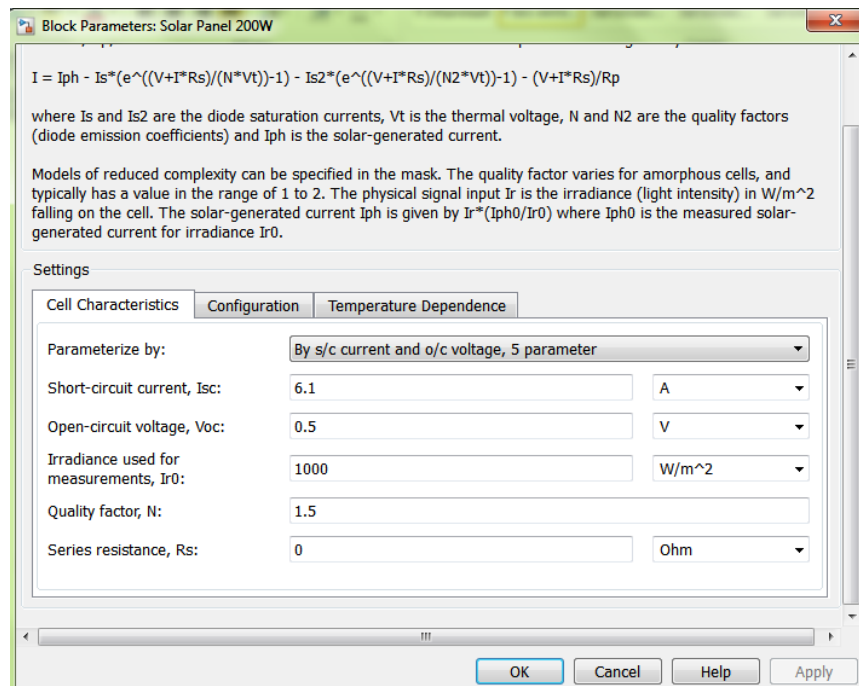 Block Parameters: Solar Panel 200W
I = Iph - Is*(e^((V+I*Rs)/(N*Vt))-1) - Is2*(e^((V+I*Rs)/(N2*Vt))-1) - (V+I*Rs)/Rp
where Is and Is2 are the diode saturation currents, Vt is the thermal voltage, N and N2 are the quality factors
(diode emission coefficients) and Iph is the solar-generated current.
Models of reduced complexity can be specified in the mask. The quality factor varies for amorphous cells, and
typically has a value in the range of 1 to 2. The physical signal input Ir is the irradiance (light intensity) in W/m^2
falling on the cell. The solar-generated current Iph is given by Ir*(Iph0/Ir0) where Iph0 is the measured solar-
generated current for irradiance Ir0.
Settings
Cell Characteristics Configuration Temperature Dependence
Parameterize by: By s/c current and o/c voltage, 5 parameter
Short-circuit current, Isc: 6.1 A
Open-circuit voltage, Voc: 0.5 V
Irradiance used for
measurements, Ir0: 1000 W/m^2
Quality factor, N: 1.5
Series resistance, Rs: 0 Ohm
OK Cancel Help Apply